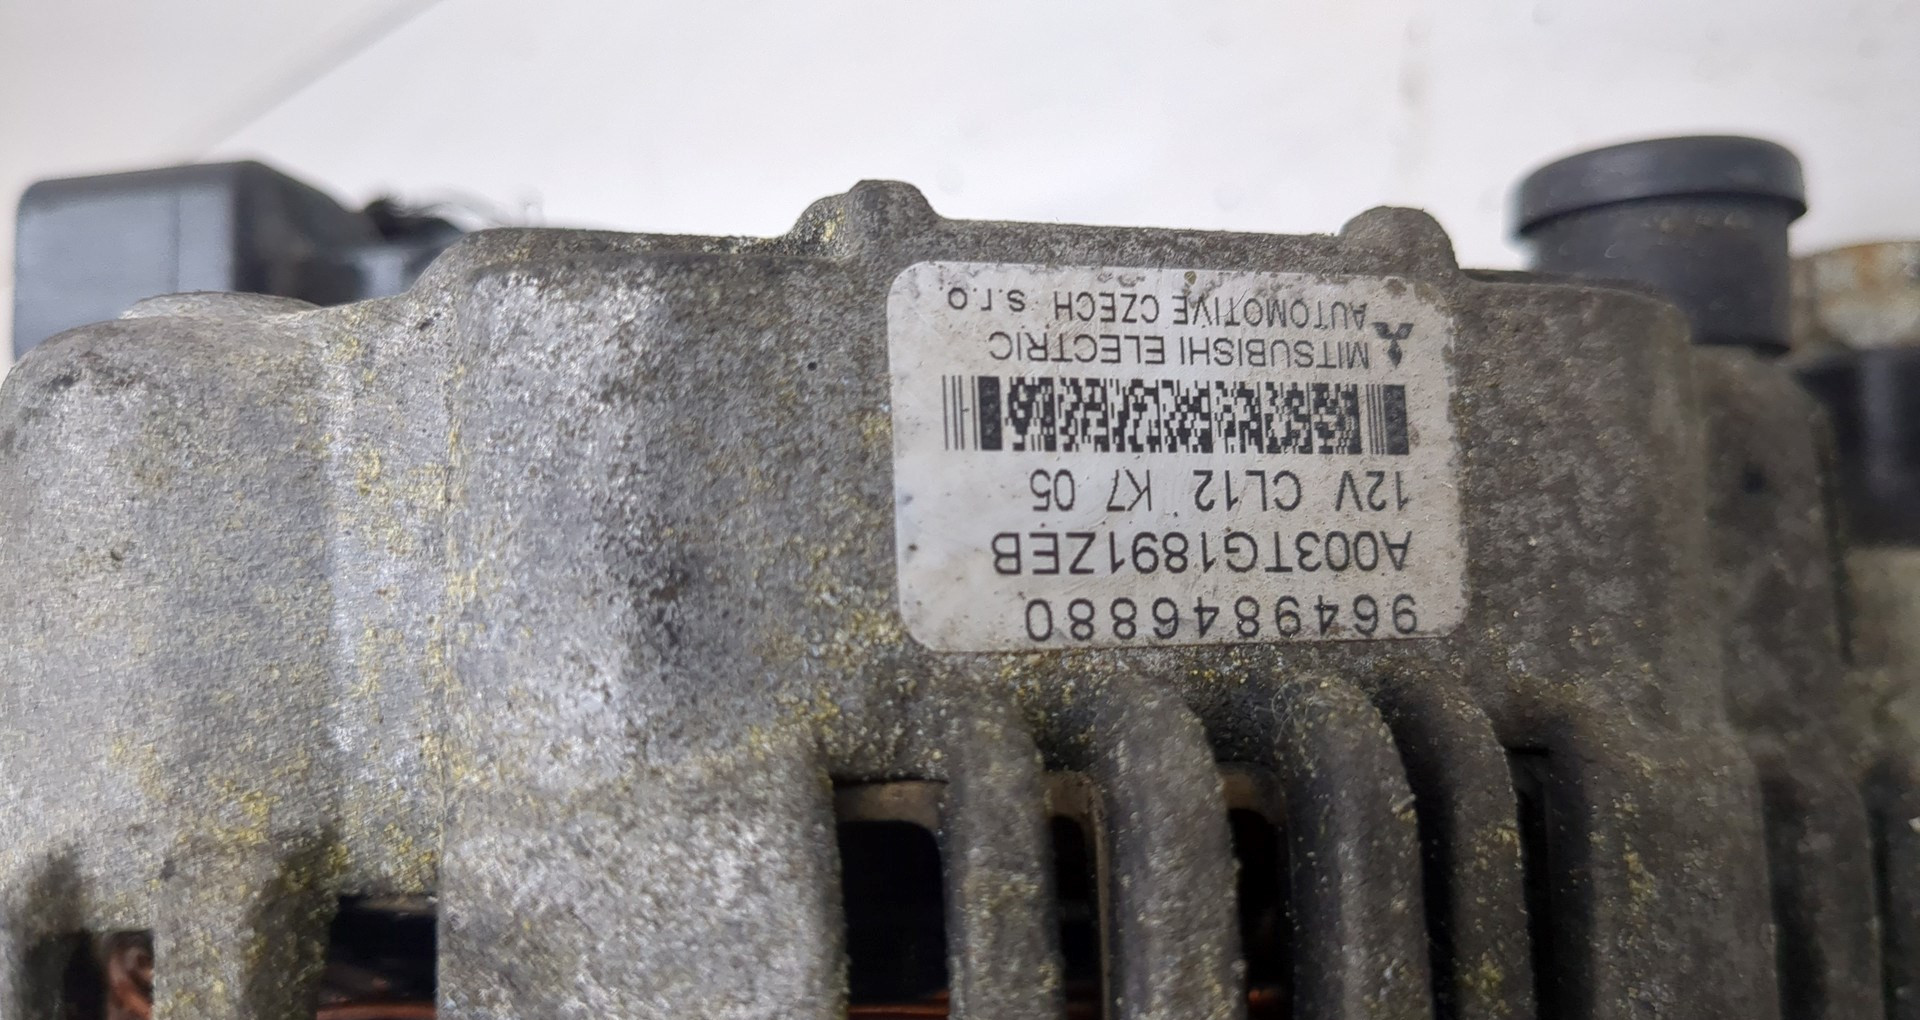 9649846880
A003TG1891ZEB
12V CL12 K7 05
MITSUBISHI ELECTRIC
AUTOMOTIVE CZECH s.r.o